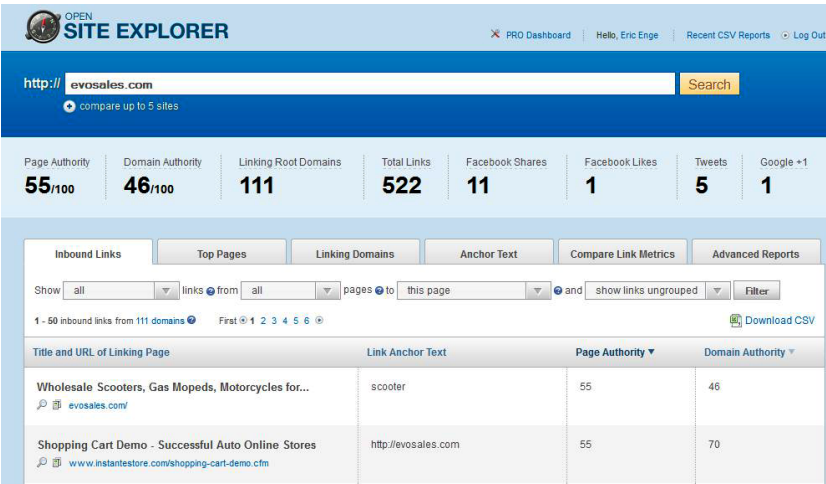 OPEN
SITE EXPLORER
PRO Dashboard Hello, Eric Enge Recent CSV Reports Log Out
http:// evosales.com Search
compare up to 5 sites
Page Authority Domain Authority Linking Root Domains Total Links Facebook Shares Facebook Likes Tweets Google +1
55/100 46/100 111 522 11 1 5 1
Inbound Links Top Pages Linking Domains Anchor Text Compare Link Metrics Advanced Reports
Show all links ? from all pages ? to this page ? and show links ungrouped Filter
1 - 50 inbound links from 111 domains ? First 1 2 3 4 5 6 Download CSV
Title and URL of Linking Page Link Anchor Text Page Authority ▼ Domain Authority ▼
Wholesale Scooters, Gas Mopeds, Motorcycles for... scooter 55 46
evosales.com/
Shopping Cart Demo - Successful Auto Online Stores http://evosales.com 55 70
www.instantestore.com/shopping-cart-demo.cfm